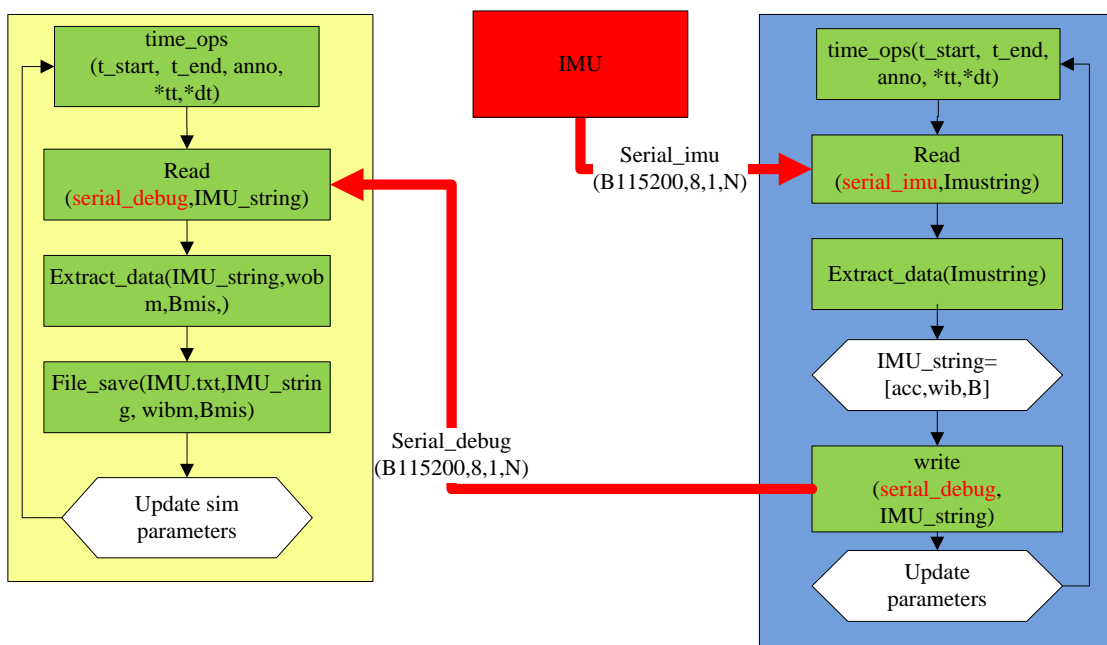 time_ops
(t_start,  t_end, anno,
*tt,*dt)
Read
(serial_debug,IMU_string)
Extract_data(IMU_string,wob
m,Bmis,)
File_save(IMU.txt,IMU_strin
g, wibm,Bmis)
Update sim
parameters
IMU
Serial_imu
(B115200,8,1,N)
Serial_debug
(B115200,8,1,N)
time_ops(t_start,  t_end,
anno, *tt,*dt)
Read
(serial_imu,Imustring)
Extract_data(Imustring)
IMU_string=
[acc,wib,B]
write
(serial_debug,
IMU_string)
Update
parameters